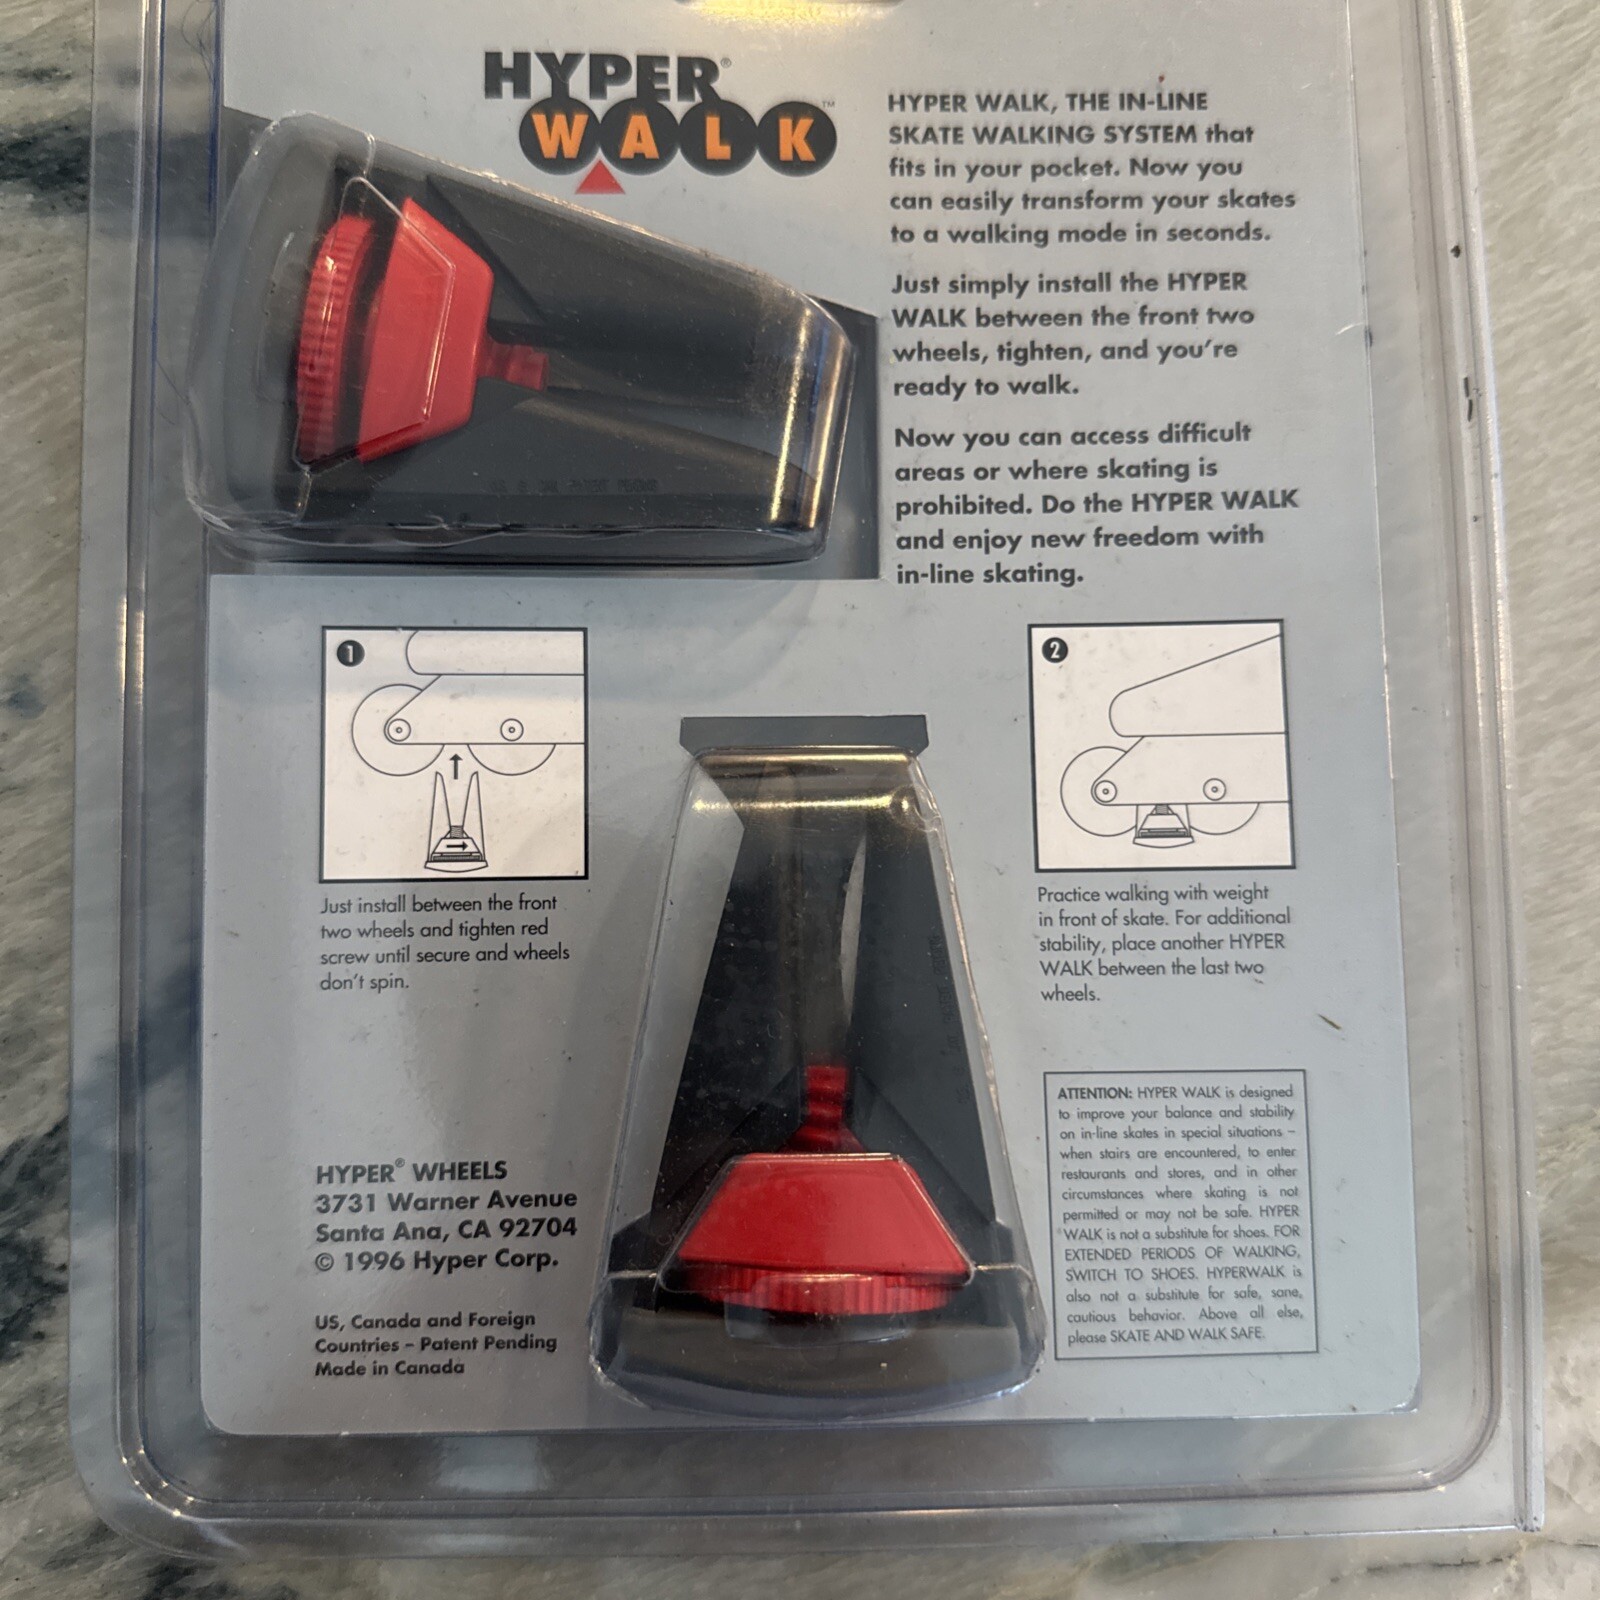 HYPER®
WALK™
HYPER WALK, THE IN-LINE
SKATE WALKING SYSTEM that
fits in your pocket. Now you
can easily transform your skates
to a walking mode in seconds.
Just simply install the HYPER
WALK between the front two
wheels, tighten, and you're
ready to walk.
Now you can access difficult
areas or where skating is
prohibited. Do the HYPER WALK
and enjoy new freedom with
in-line skating.
1
Just install between the front
two wheels and tighten red
screw until secure and wheels
don't spin.
2
Practice walking with weight
in front of skate. For additional
stability, place another HYPER
WALK between the last two
wheels.
HYPER® WHEELS
3731 Warner Avenue
Santa Ana, CA 92704
© 1996 Hyper Corp.
US, Canada and Foreign
Countries – Patent Pending
Made in Canada
ATTENTION: HYPER WALK is designed
to improve your balance and stability
on in-line skates in special situations –
when stairs are encountered, to enter
restaurants and stores, and in other
circumstances where skating is not
permitted or may not be safe. HYPER
WALK is not a substitute for shoes. FOR
EXTENDED PERIODS OF WALKING,
SWITCH TO SHOES. HYPERWALK is
also not a substitute for safe, sane,
cautious behavior. Above all else,
please SKATE AND WALK SAFE.